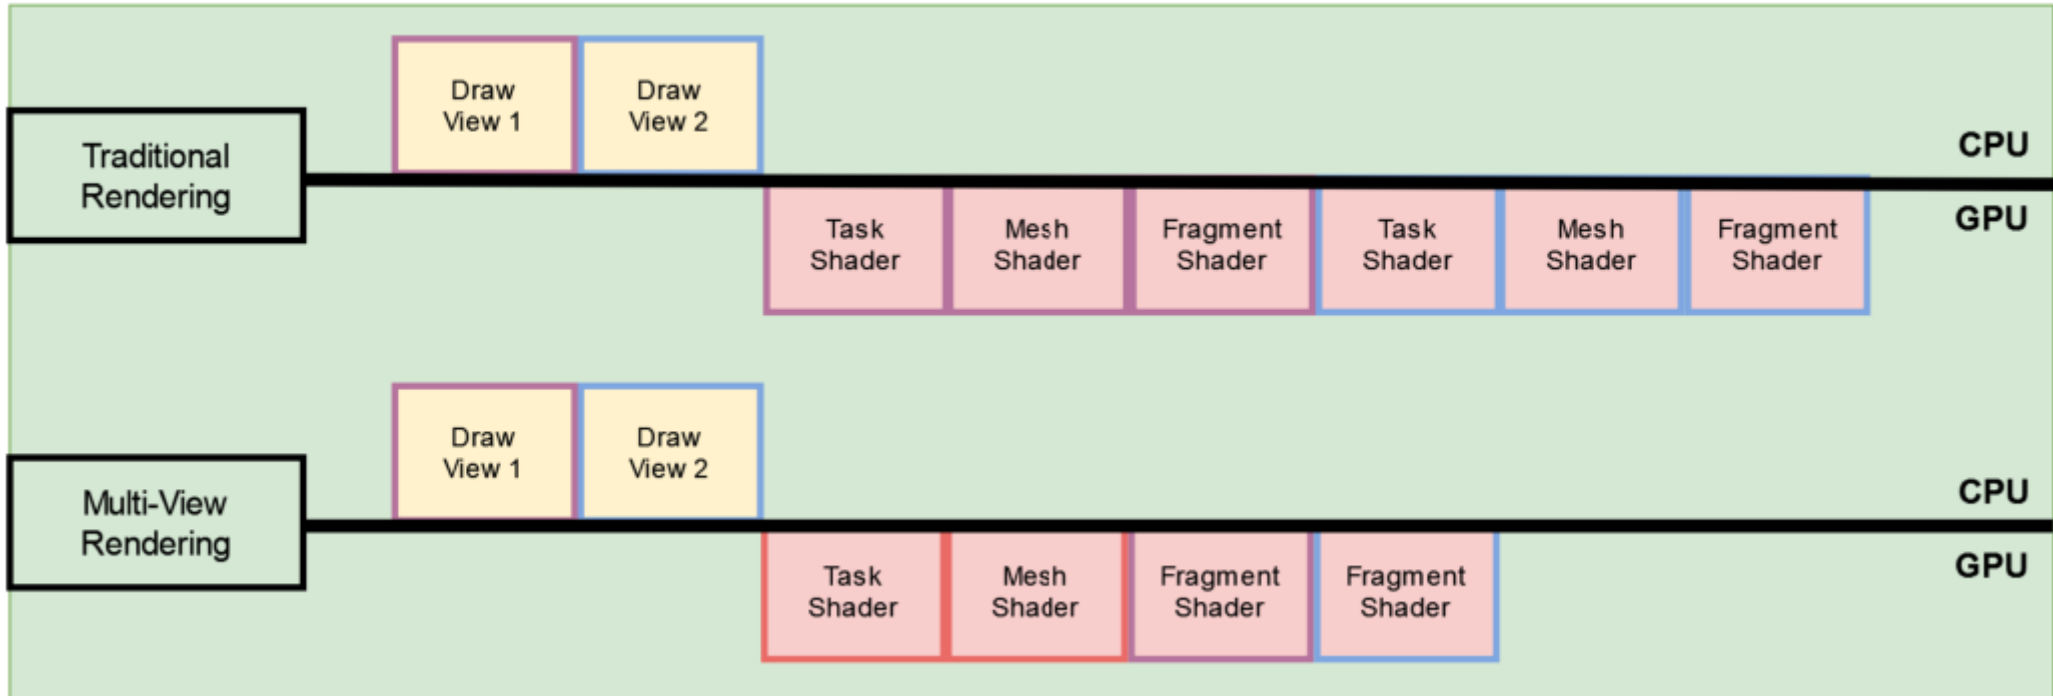 Draw
View 1
Draw
View 2
Traditional
Rendering
CPU
GPU
Task
Shader
Mesh
Shader
Fragment
Shader
Task
Shader
Mesh
Shader
Fragment
Shader
Draw
View 1
Draw
View 2
Multi-View
Rendering
CPU
GPU
Task
Shader
Mesh
Shader
Fragment
Shader
Fragment
Shader